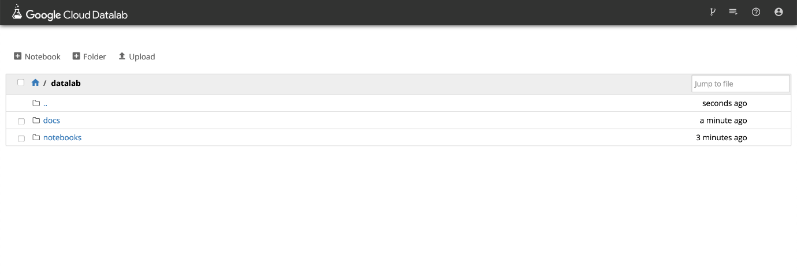 Google Cloud Datalab
Notebook Folder Upload
/ datalab Jump to file
.. seconds ago
docs a minute ago
notebooks 3 minutes ago